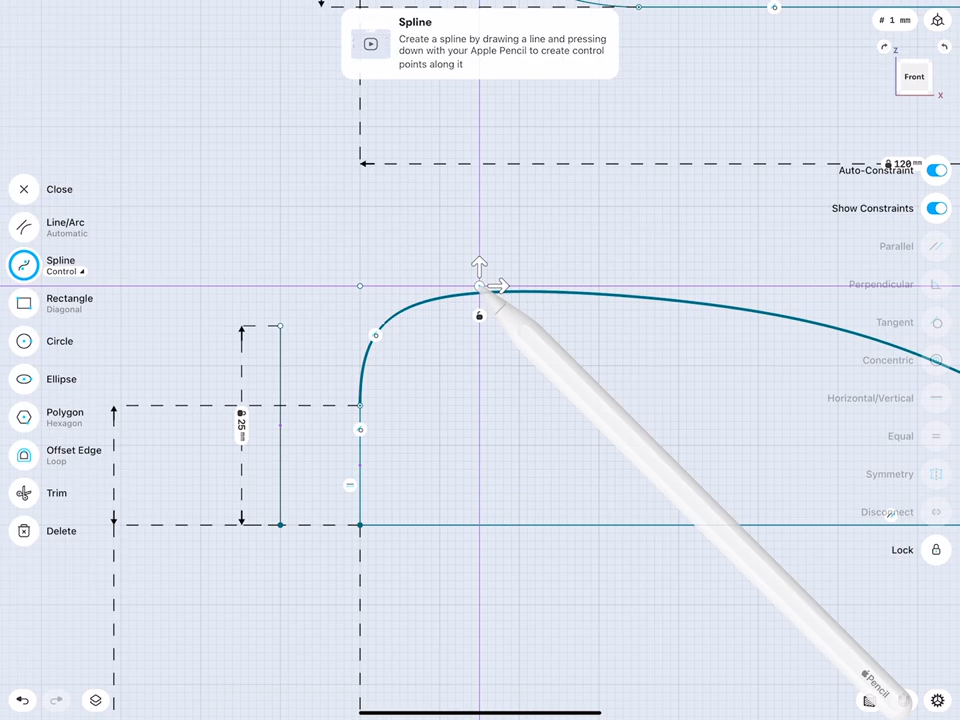 Spline
Create a spline by drawing a line and pressing
down with your Apple Pencil to create control
points along it
# 1 mm
Z
Front
X
120 mm
Auto-Constraint
Show Constraints
Parallel
Perpendicular
Tangent
Concentric
Horizontal/Vertical
Equal
Symmetry
Disconnect
Lock
Close
Line/Arc
Automatic
Spline
Control
Rectangle
Diagonal
Circle
Ellipse
Polygon
Hexagon
Offset Edge
Loop
Trim
Delete
25 mm
Pencil